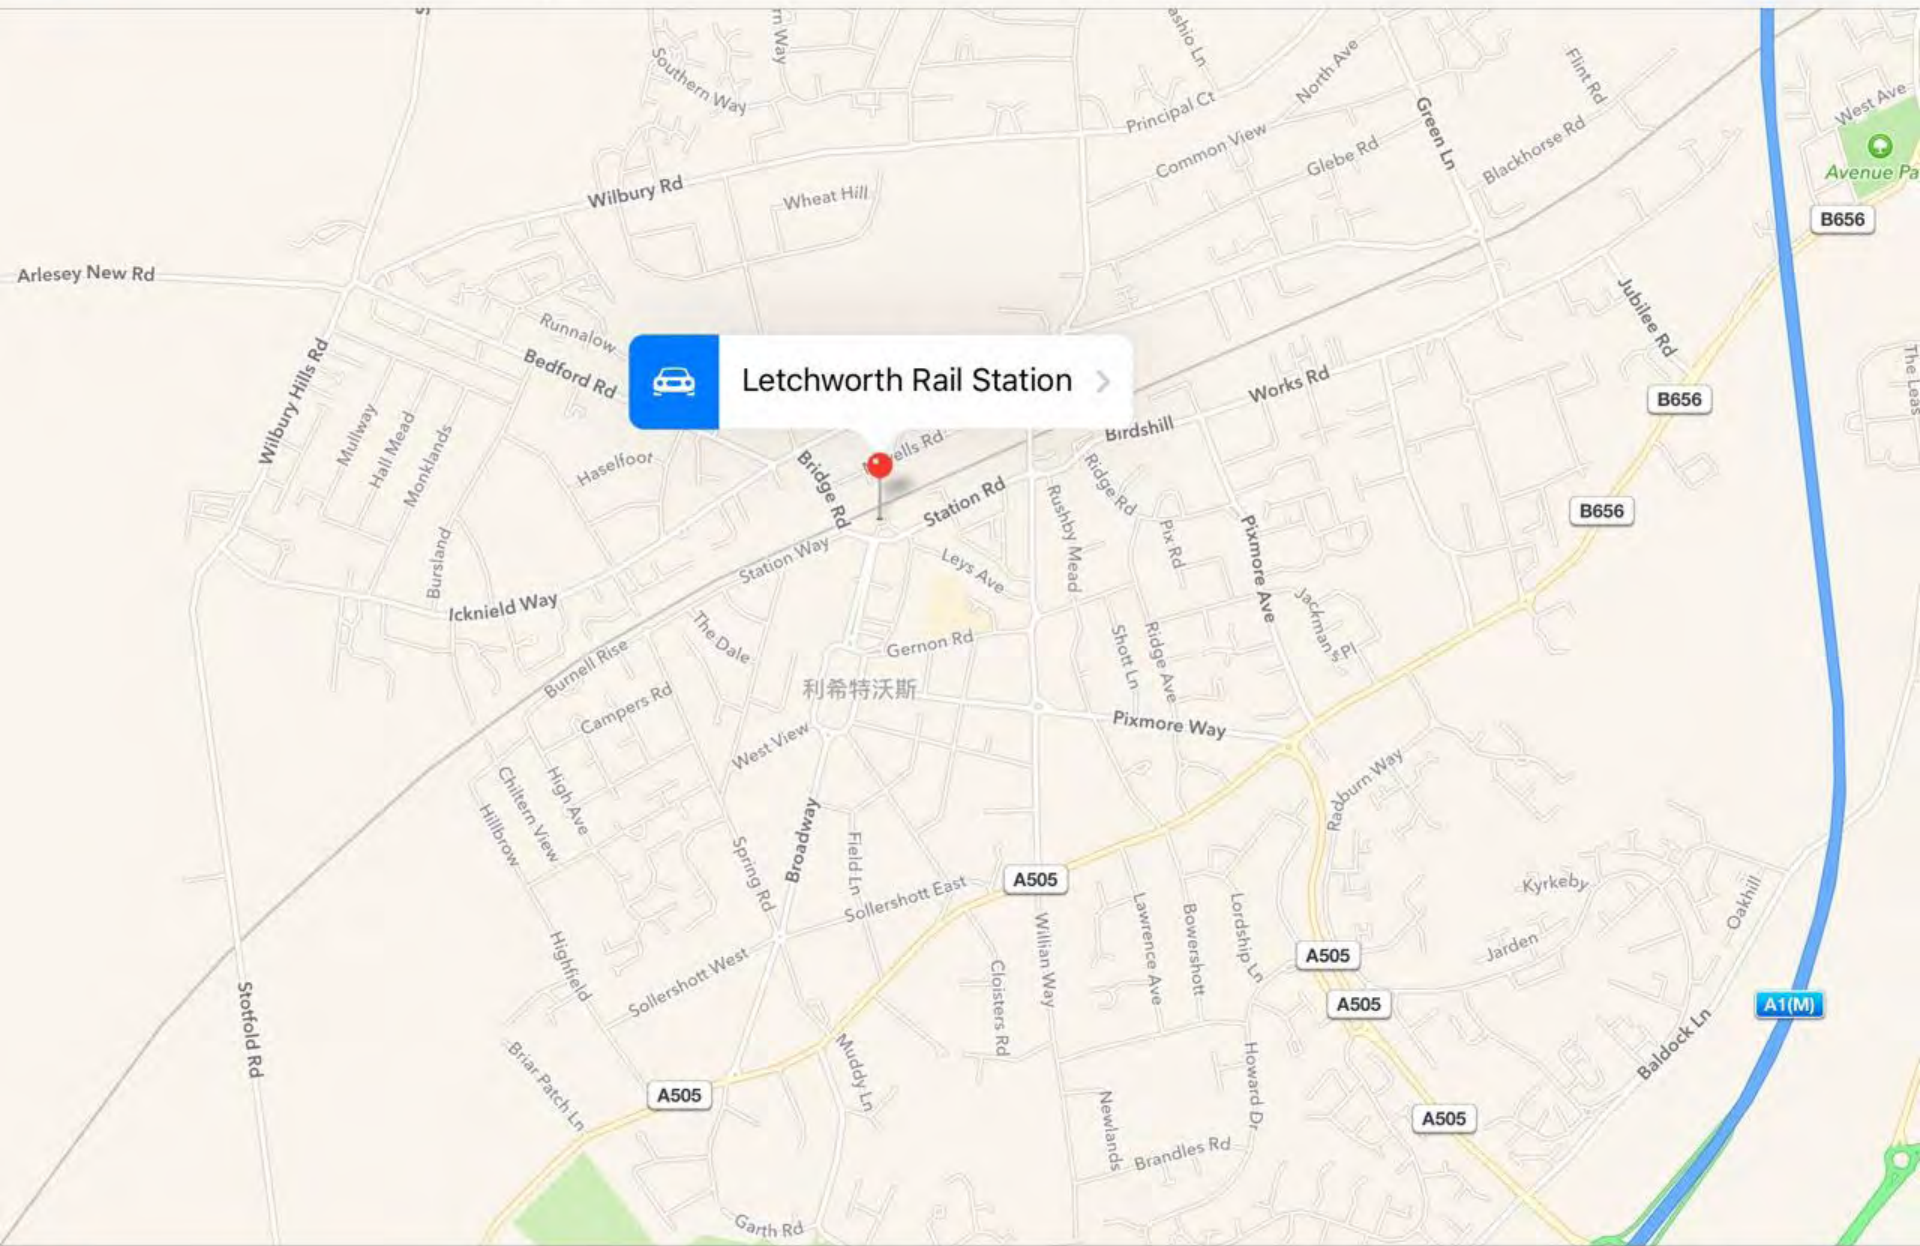 Southern Way
Principal Ct
North Ave
Flint Rd
West Ave
Green Ln
Common View
Glebe Rd
Blackhorse Rd
Wilbury Rd
Wheat Hill
B656
Arlesey New Rd
Jubilee Rd
Runnalow
Bedford Rd
Letchworth Rail Station
Works Rd
B656
Wilbury Hills Rd
Mullway
Hall Mead
Monklands
Haselfoot
Bridge Rd
Birdshill
Ridge Rd
Station Rd
B656
Rushby Mead
Pix Rd
Pixmore Ave
Station Way
Leys Ave
Bursland
Icknield Way
Jackman's Pl
The Dale
Gernon Rd
Shott Ln
Ridge Ave
Burnell Rise
利希特沃斯
Campers Rd
Pixmore Way
West View
Radburn Way
High Ave
Chiltern View
Hillbrow
Broadway
Field Ln
Spring Rd
A505
Sollershott East
Kyrkeby
Oakhill
Lawrence Ave
Bowershott
Lordship Ln
Willian Way
Highfield
Sollershott West
Cloisters Rd
A505
Jarden
A505
A1(M)
Stotfold Rd
Baldock Ln
Briar Patch Ln
Muddy Ln
Howard Dr
A505
A505
Newlands
Brandles Rd
Garth Rd